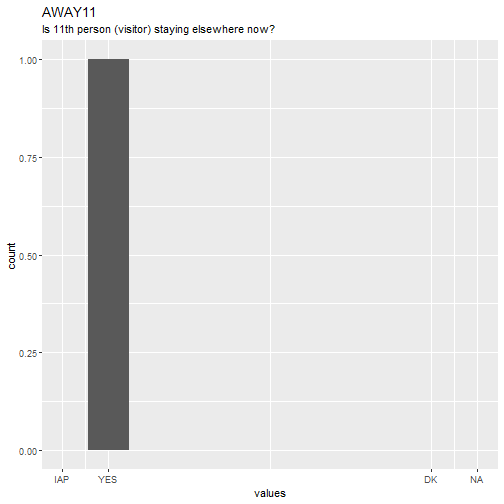 AWAY11
Is 11th person (visitor) staying elsewhere now?
1.00
0.75
count
0.50
0.25
0.00
IAP YES DK NA
values